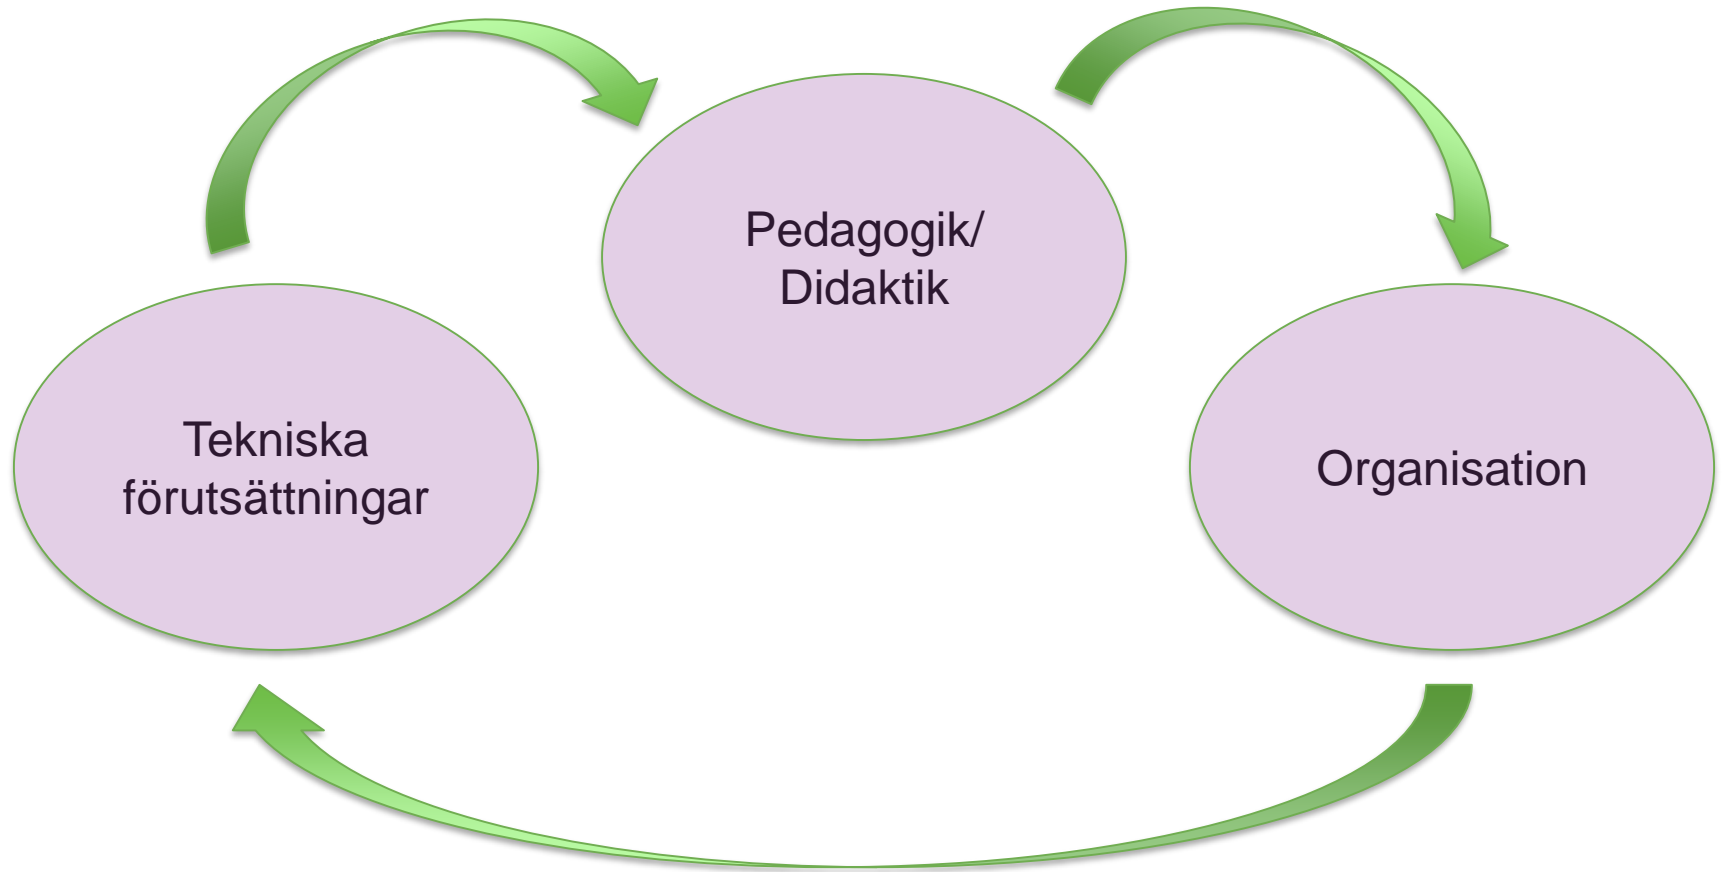 Pedagogik/
Didaktik
Tekniska
förutsättningar
Organisation